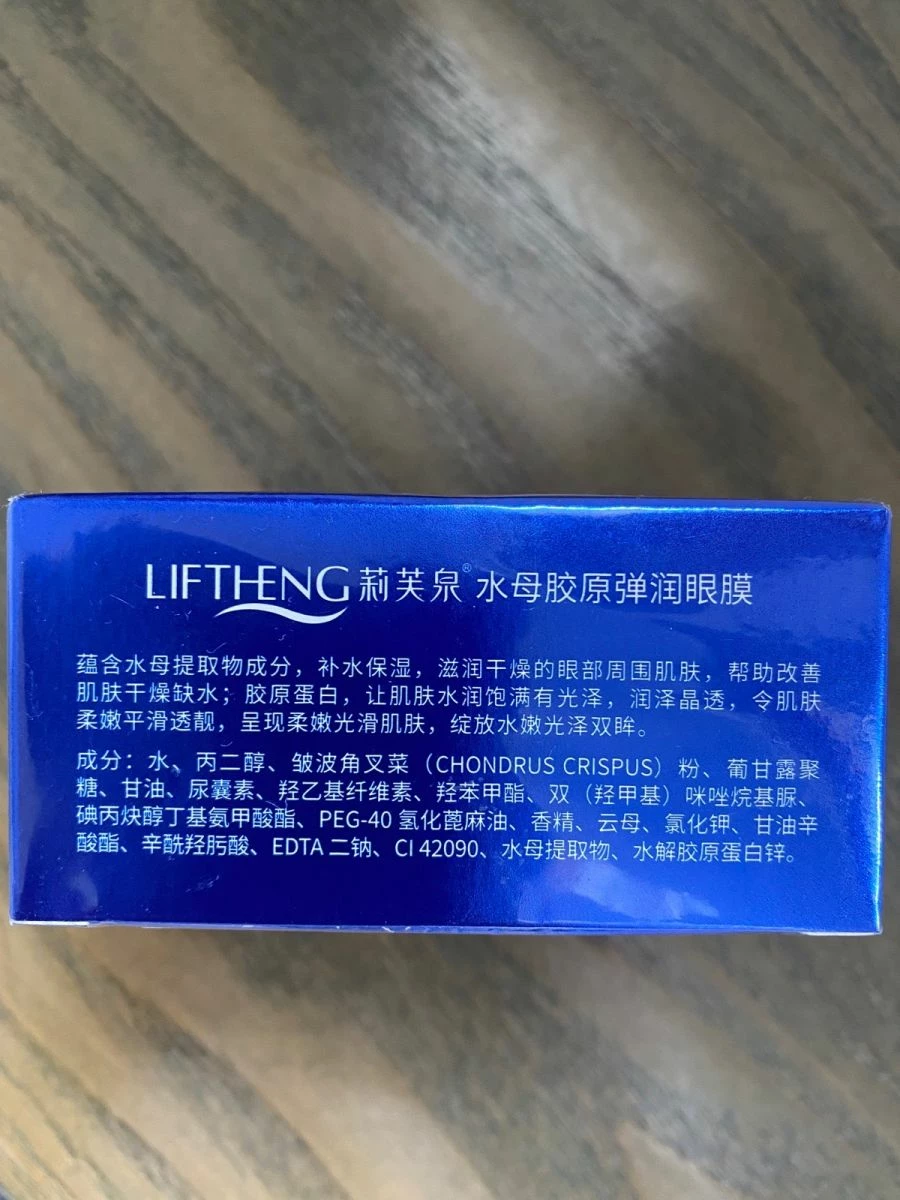 LIFTHENG 莉芙泉® 水母胶原弹润眼膜
蕴含水母提取物成分，补水保湿，滋润干燥的眼部周围肌肤，帮助改善
肌肤干燥缺水；胶原蛋白，让肌肤水润饱满有光泽，润泽晶透，令肌肤
柔嫩平滑透靓，呈现柔嫩光滑肌肤，绽放水嫩光泽双眸。
成分：水、丙二醇、皱波角叉菜（CHONDRUS CRISPUS）粉、葡甘露聚
糖、甘油、尿囊素、羟乙基纤维素、羟苯甲酯、双（羟甲基）咪唑烷基脲、
碘丙炔醇丁基氨甲酸酯、PEG-40 氢化蓖麻油、香精、云母、氯化钾、甘油辛
酸酯、辛酰羟肟酸、EDTA 二钠、CI 42090、水母提取物、水解胶原蛋白锌。